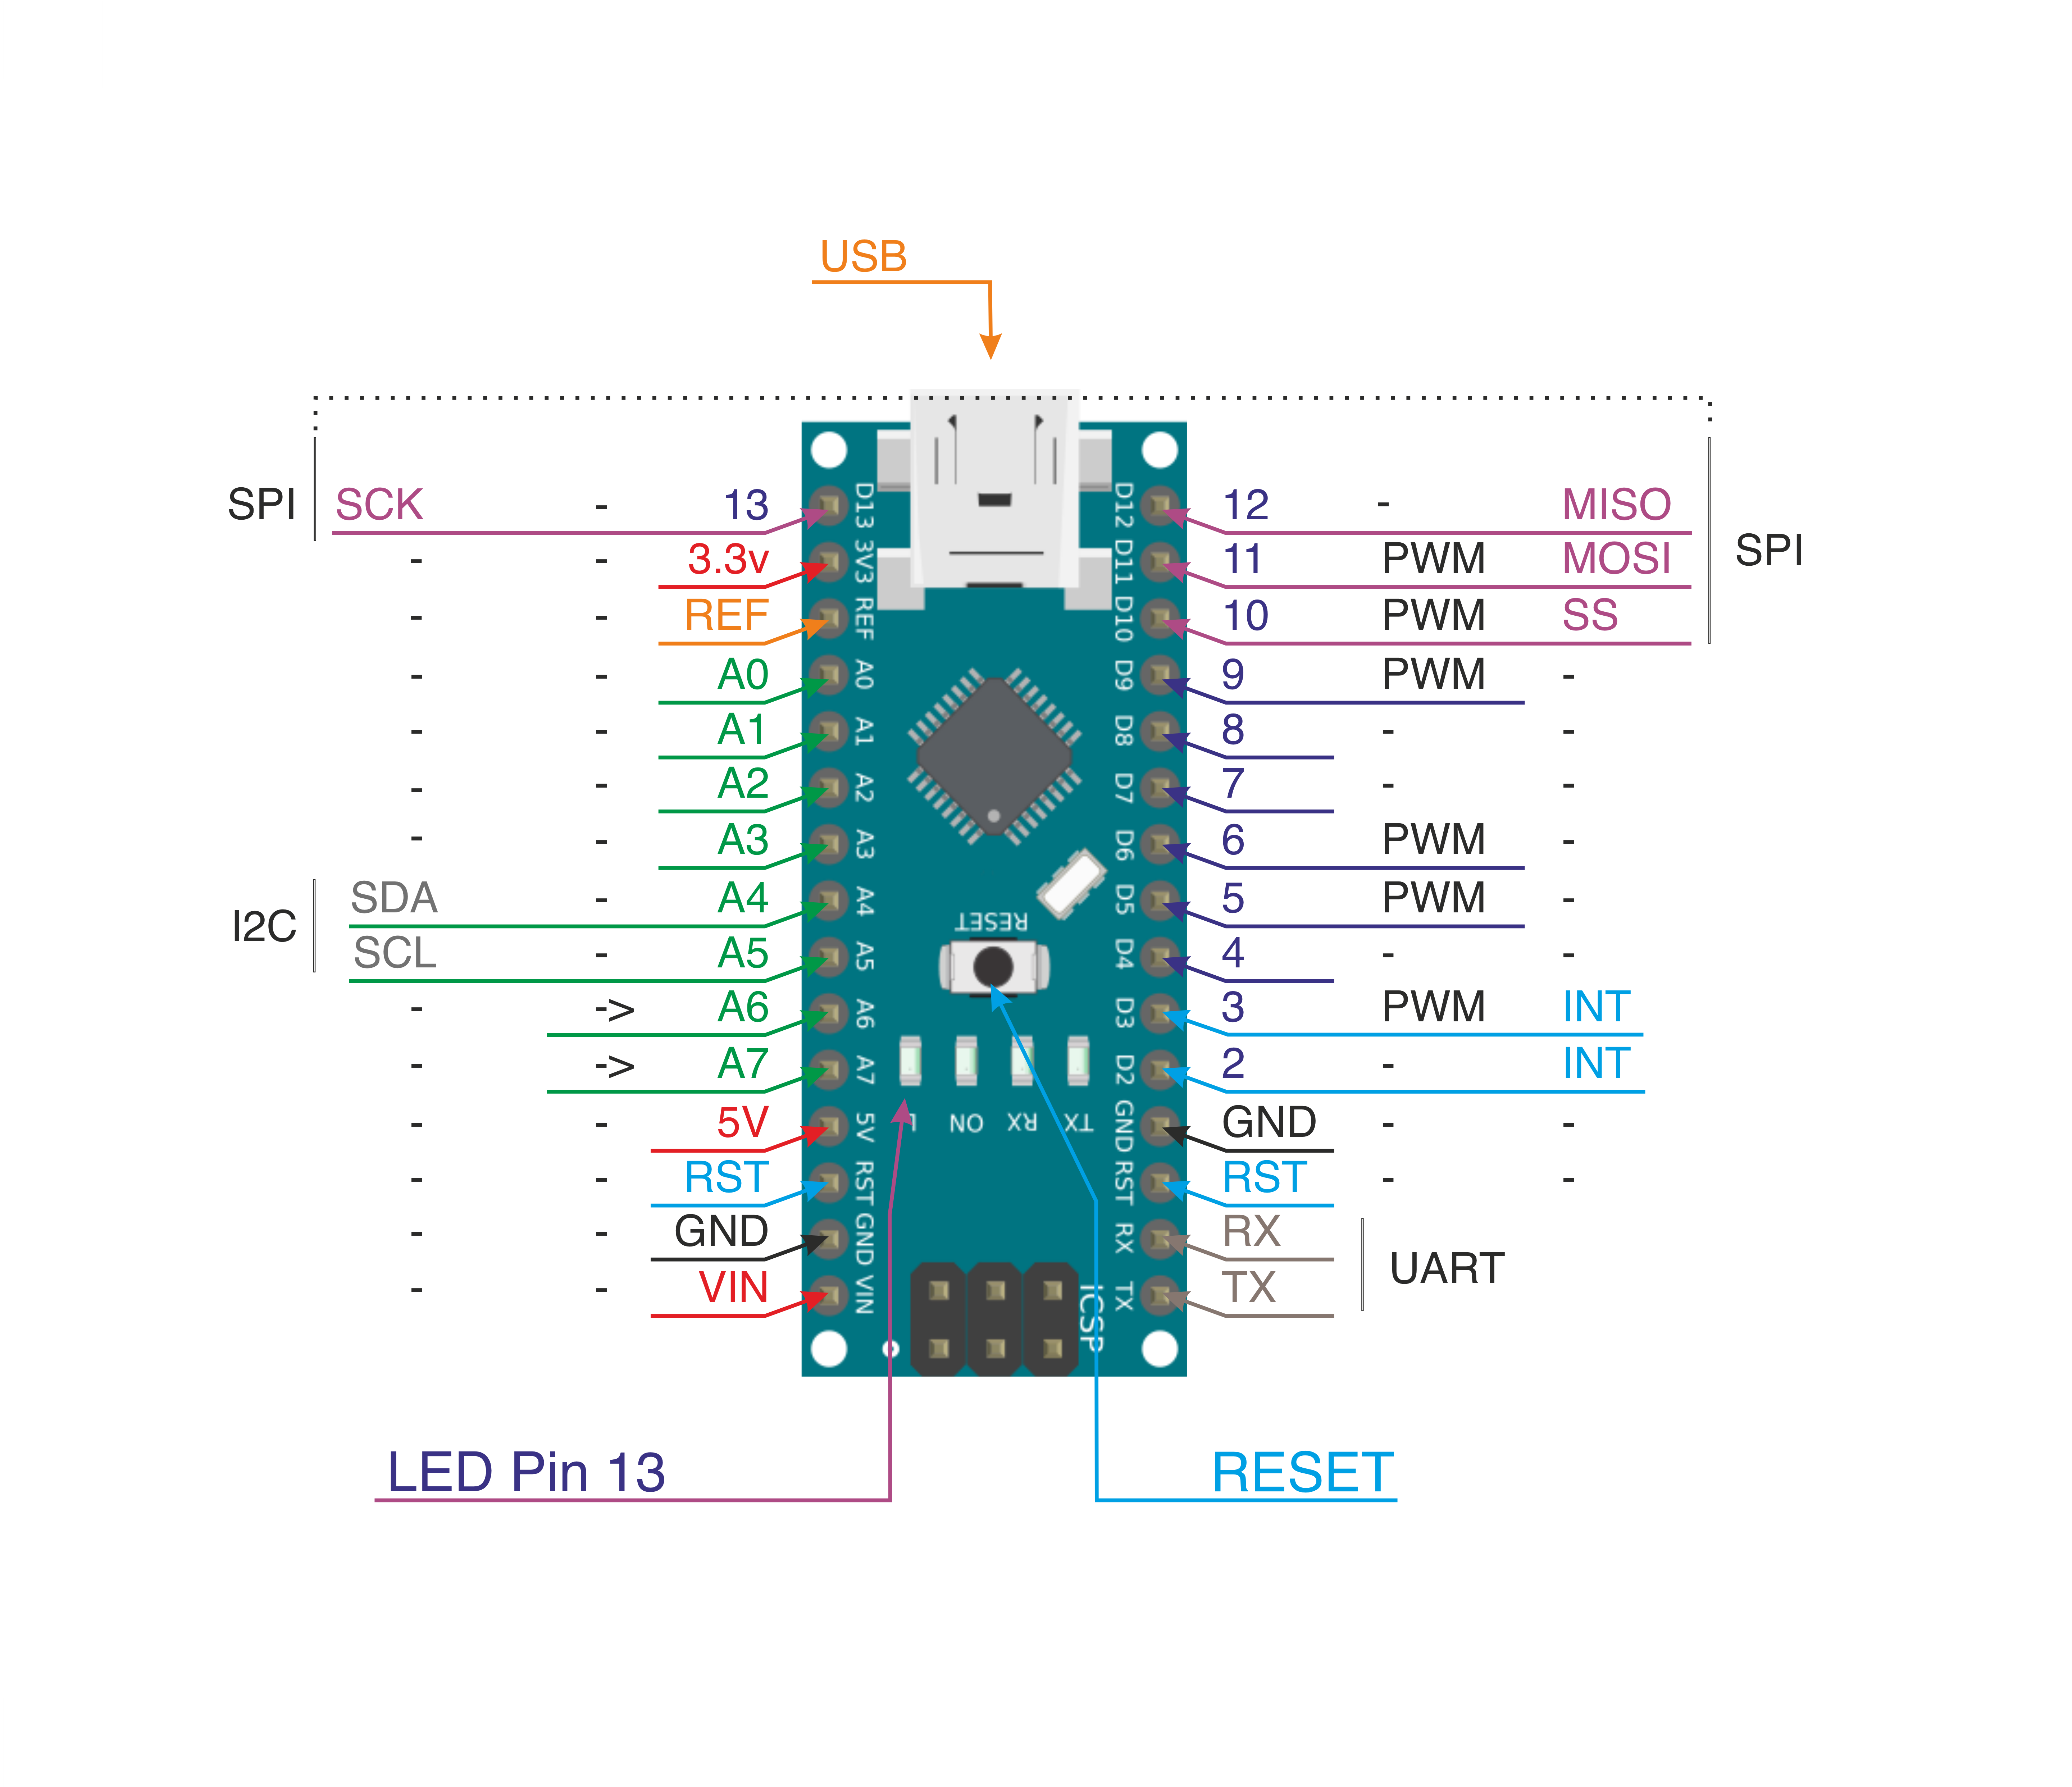 USB
SPI SCK - 13 D13 D12 12 - MISO
- - 3.3v 3V3 D11 11 PWM MOSI SPI
- - REF REF D10 10 PWM SS
- - A0 A0 D9 9 PWM -
- - A1 A1 D8 8 - -
- - A2 A2 D7 7 - -
- - A3 A3 D6 6 PWM -
I2C SDA - A4 A4 D5 5 PWM -
RESET
SCL - A5 A5 D4 4 - -
- -> A6 A6 D3 3 PWM INT
- -> A7 A7 D2 2 - INT
- - 5V 5V L ON RX TX GND GND - -
- - RST RST RST RST - -
- - GND GND RX RX UART
- - VIN VIN ICSP TX TX
LED Pin 13 RESET